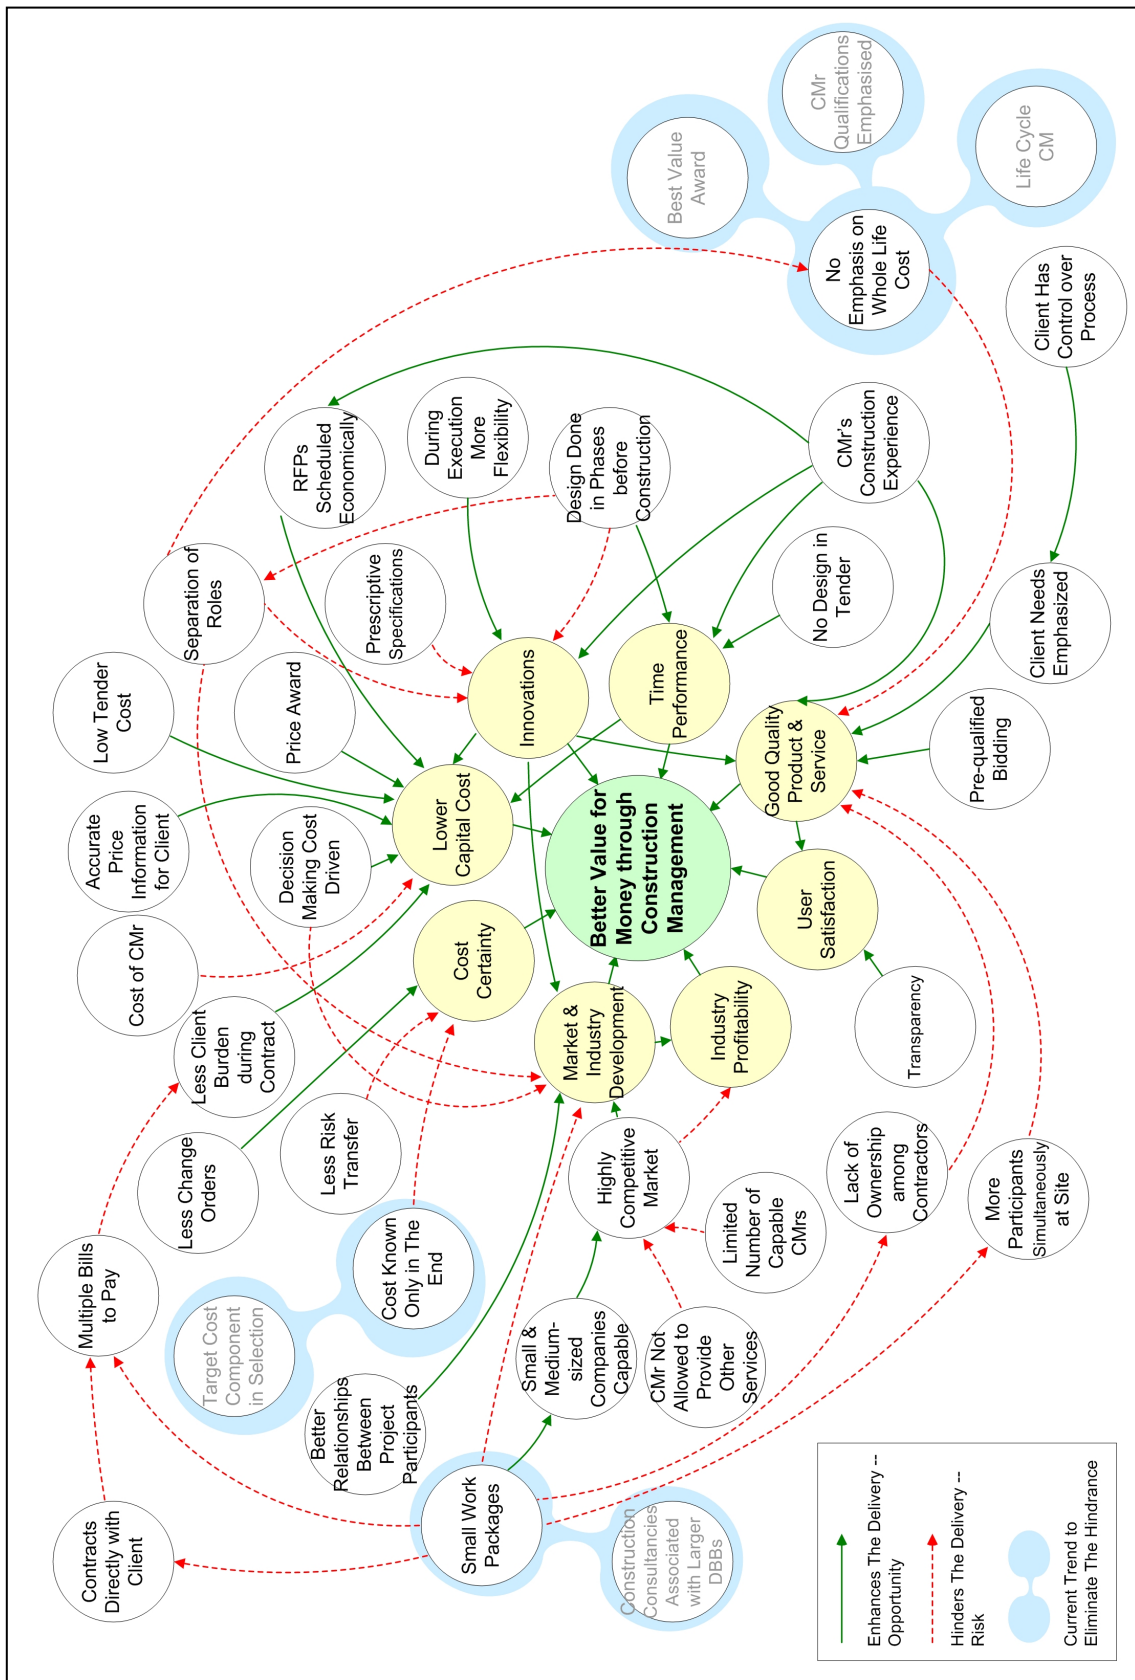 Contracts
Directly with
Client
Multiple Bills
to Pay
Less Change
Orders
Less Client
Burden
during
Contract
Cost of CMr
Accurate
Price
Information
for Client
Low Tender
Cost
Separation of
Roles
RFPs
Scheduled
Economically
Target Cost
Component
in Selection
Cost Known
Only in The
End
Less Risk
Transfer
Decision
Making Cost
Driven
Price Award
Prescriptive
Specifications
During
Execution
More
Flexibility
Better
Relationships
Between
Project
Participants
Cost
Certainty
Lower
Capital Cost
Innovations
Design Done
in Phases
before
Construction
Small Work
Packages
Small &
Medium-
sized
Companies
Capable
Highly
Competitive
Market
Market &
Industry
Development
Better Value for
Money through
Construction
Management
Time
Performance
Construction
Consultancies
Associated
with Larger
DBBs
CMr Not
Allowed to
Provide
Other
Services
Limited
Number of
Capable
CMrs
Industry
Profitability
User
Satisfaction
Good Quality
Product &
Service
No Design in
Tender
CMr's
Construction
Experience
Lack of
Ownership
among
Contractors
Transparency
Pre-qualified
Bidding
Client Needs
Emphasized
More
Participants
Simultaneously
at Site
Client Has
Control over
Process
No
Emphasis on
Whole Life
Cost
Best Value
Award
CMr
Qualifications
Emphasised
Life Cycle
CM
Enhances The Delivery --
Opportunity
Hinders The Delivery --
Risk
Current Trend to
Eliminate The Hindrance